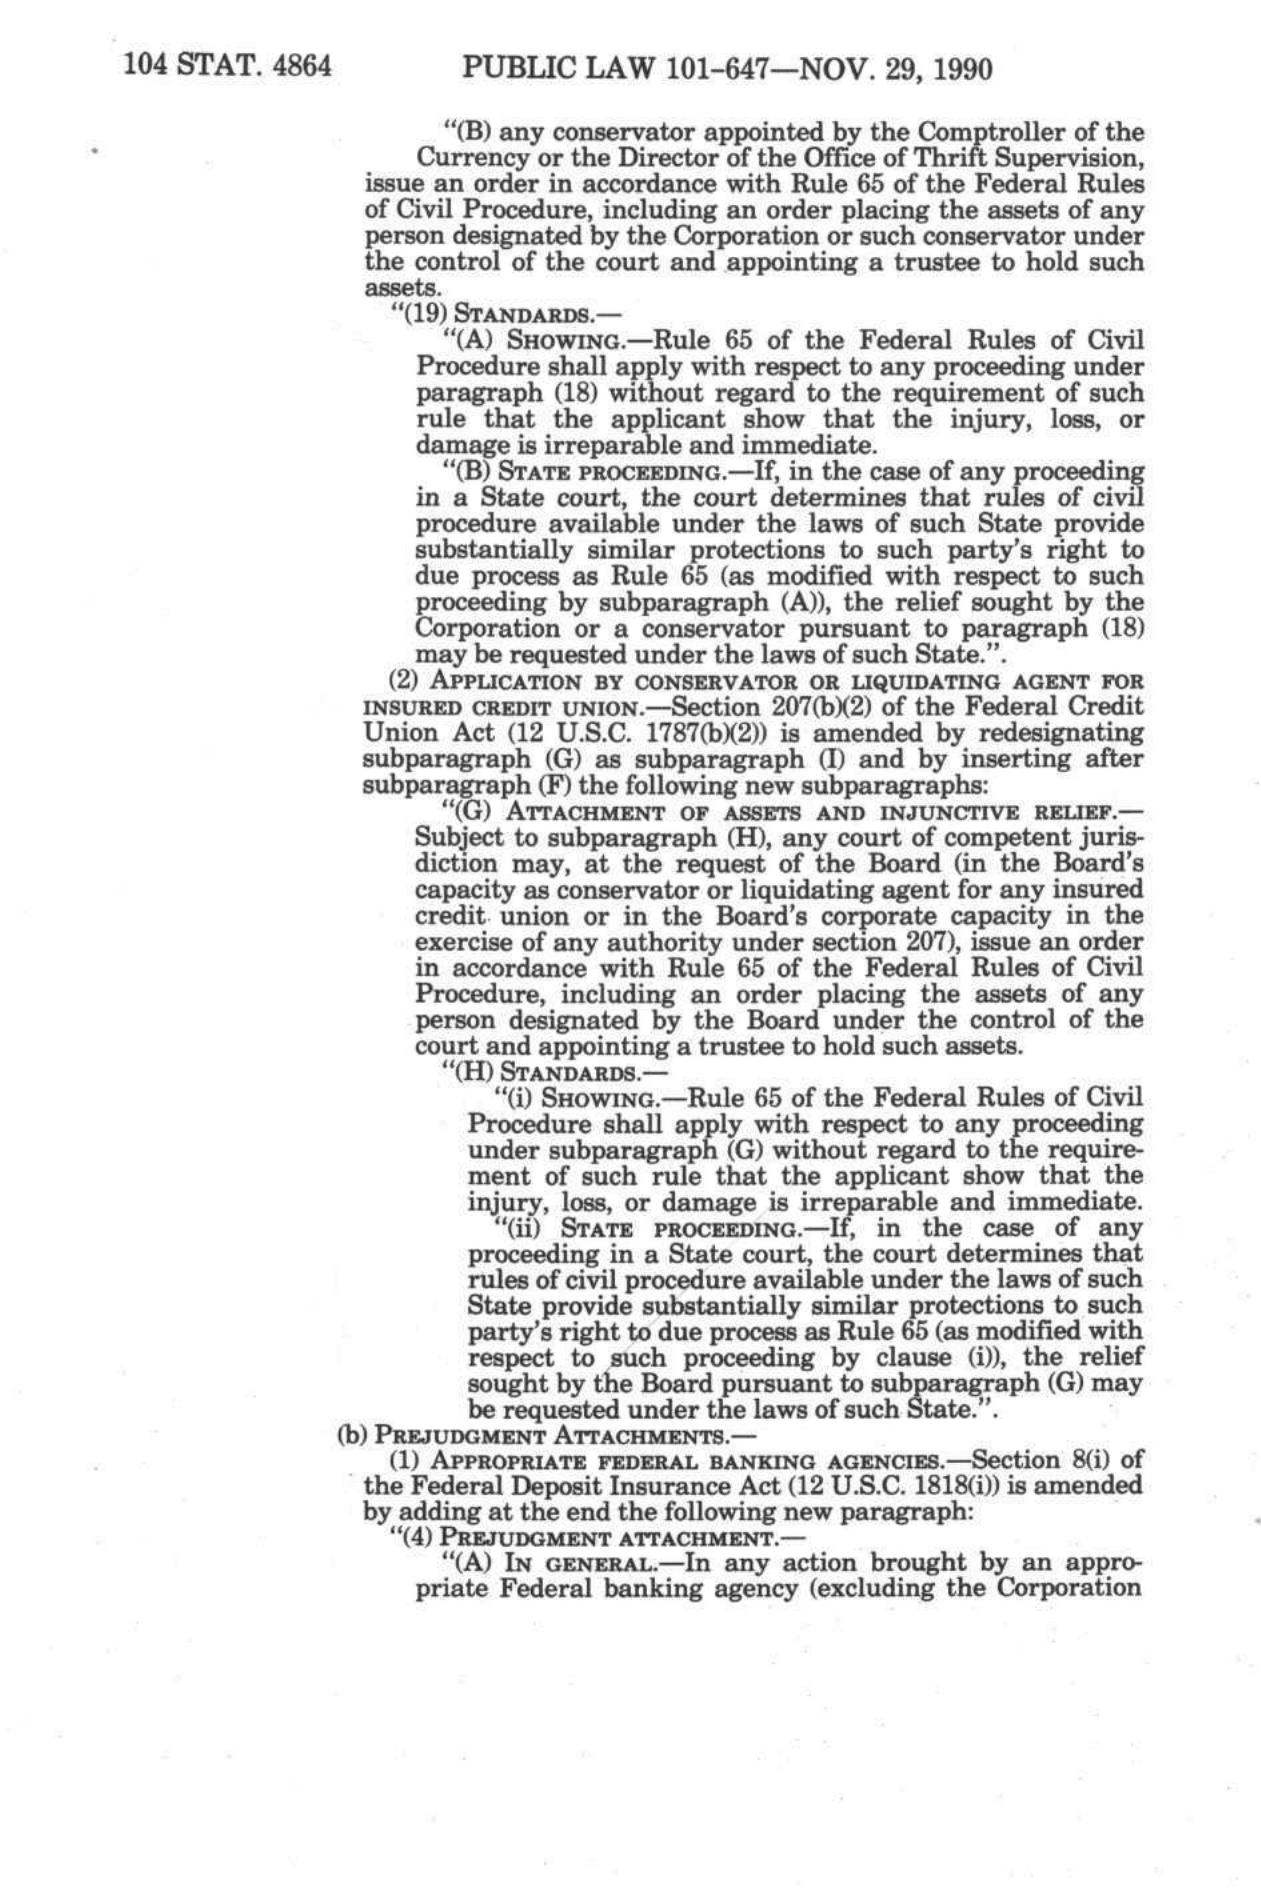 104 STAT. 4864 PUBLIC LAW 101-647—NOV. 29, 1990
"(B) any conservator appointed by the Comptroller of the
Currency or the Director of the Office of Thrift Supervision,
issue an order in accordance with Rule 65 of the Federal Rules
of Civil Procedure, including an order placing the assets of any
person designated by the Corporation or such conservator under
the control of the court and appointing a trustee to hold such
assets.
"(19) STANDARDS.—
"(A) SHOWING.—Rule 65 of the Federal Rules of Civil
Procedure shall apply with respect to any proceeding under
paragraph (18) without regard to the requirement of such
rule that the applicant show that the injury, loss, or
damage is irreparable and immediate.
"(B) STATE PROCEEDING.—If, in the case of any proceeding
in a State court, the court determines that rules of civil
procedure available under the laws of such State provide
substantially similar protections to such party's right to
due process as Rule 65 (as modified with respect to such
proceeding by subparagraph (A)), the relief sought by the
Corporation or a conservator pursuant to paragraph (18)
may be requested under the laws of such State.".
(2) APPLICATION BY CONSERVATOR OR LIQUIDATING AGENT FOR
INSURED CREDIT UNION.—Section 207(b)(2) of the Federal Credit
Union Act (12 U.S.C. 1787(b)(2)) is amended by redesignating
subparagraph (G) as subparagraph (I) and by inserting after
subparagraph (F) the following new subparagraphs:
"(G) ATTACHMENT OF ASSETS AND INJUNCTIVE RELIEF.—
Subject to subparagraph (H), any court of competent juris-
diction may, at the request of the Board (in the Board's
capacity as conservator or liquidating agent for any insured
credit union or in the Board's corporate capacity in the
exercise of any authority under section 207), issue an order
in accordance with Rule 65 of the Federal Rules of Civil
Procedure, including an order placing the assets of any
person designated by the Board under the control of the
court and appointing a trustee to hold such assets.
"(H) STANDARDS.—
"(i) SHOWING.—Rule 65 of the Federal Rules of Civil
Procedure shall apply with respect to any proceeding
under subparagraph (G) without regard to the require-
ment of such rule that the applicant show that the
injury, loss, or damage is irreparable and immediate.
"(ii) STATE PROCEEDING.—If, in the case of any
proceeding in a State court, the court determines that
rules of civil procedure available under the laws of such
State provide substantially similar protections to such
party's right to due process as Rule 65 (as modified with
respect to such proceeding by clause (i)), the relief
sought by the Board pursuant to subparagraph (G) may
be requested under the laws of such State.".
(b) PREJUDGMENT ATTACHMENTS.—
(1) APPROPRIATE FEDERAL BANKING AGENCIES.—Section 8(i) of
the Federal Deposit Insurance Act (12 U.S.C. 1818(i)) is amended
by adding at the end the following new paragraph:
"(4) PREJUDGMENT ATTACHMENT.—
"(A) IN GENERAL.—In any action brought by an appro-
priate Federal banking agency (excluding the Corporation